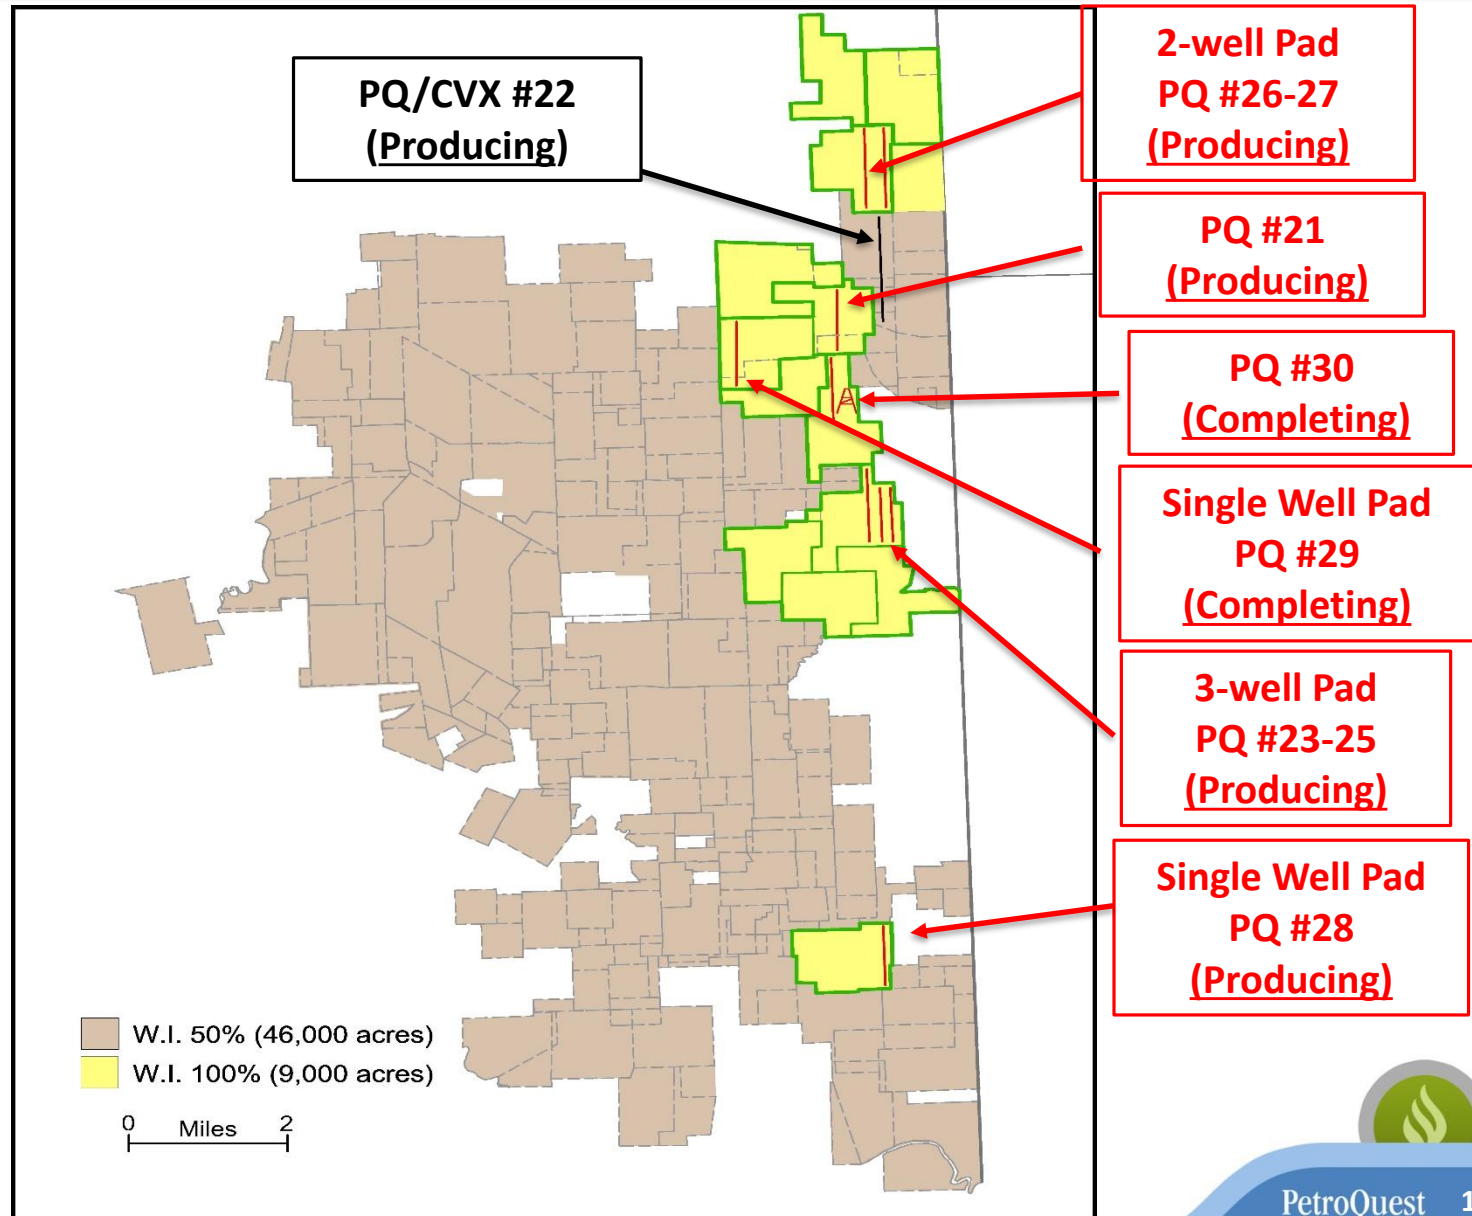 PQ/CVX #22
(Producing)
2-well Pad
PQ #26-27
(Producing)
PQ #21
(Producing)
PQ #30
(Completing)
Single Well Pad
PQ #29
(Completing)
3-well Pad
PQ #23-25
(Producing)
Single Well Pad
PQ #28
(Producing)
W.I. 50% (46,000 acres)
W.I. 100% (9,000 acres)
0 Miles 2
PetroQuest 1